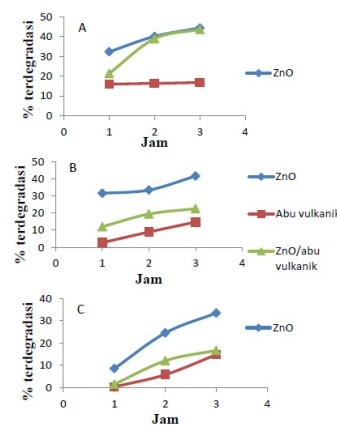 A
% terdegradasi
50
40
30
20
10
0
0 1 2 3 4
Jam
ZnO
B
% terdegradasi
50
40
30
20
10
0
0 1 2 3 4
Jam
ZnO
Abu vulkanik
ZnO/abu
vulkanik
C
% terdegradasi
40
30
20
10
0
0 1 2 3 4
Jam
ZnO